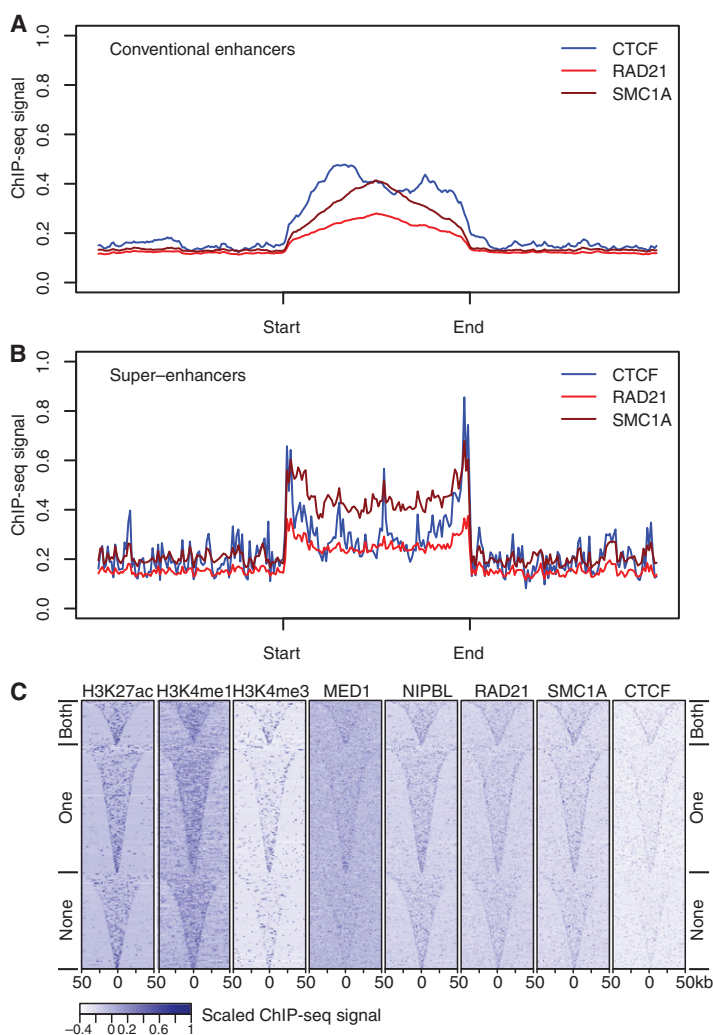 A
Conventional enhancers
CTCF
RAD21
SMC1A
ChIP-seq signal
1.0
0.8
0.6
0.4
0.2
0.0
Start End
B
Super–enhancers
CTCF
RAD21
SMC1A
ChIP-seq signal
1.0
0.8
0.6
0.4
0.2
0.0
Start End
C
H3K27ac H3K4me1 H3K4me3 MED1 NIPBL RAD21 SMC1A CTCF
Both Both
One One
None None
50 0 50 0 50 0 50 0 50 0 50 0 50 0 50 0 50kb
−0.4 0.2 0.6 1
Scaled ChIP-seq signal